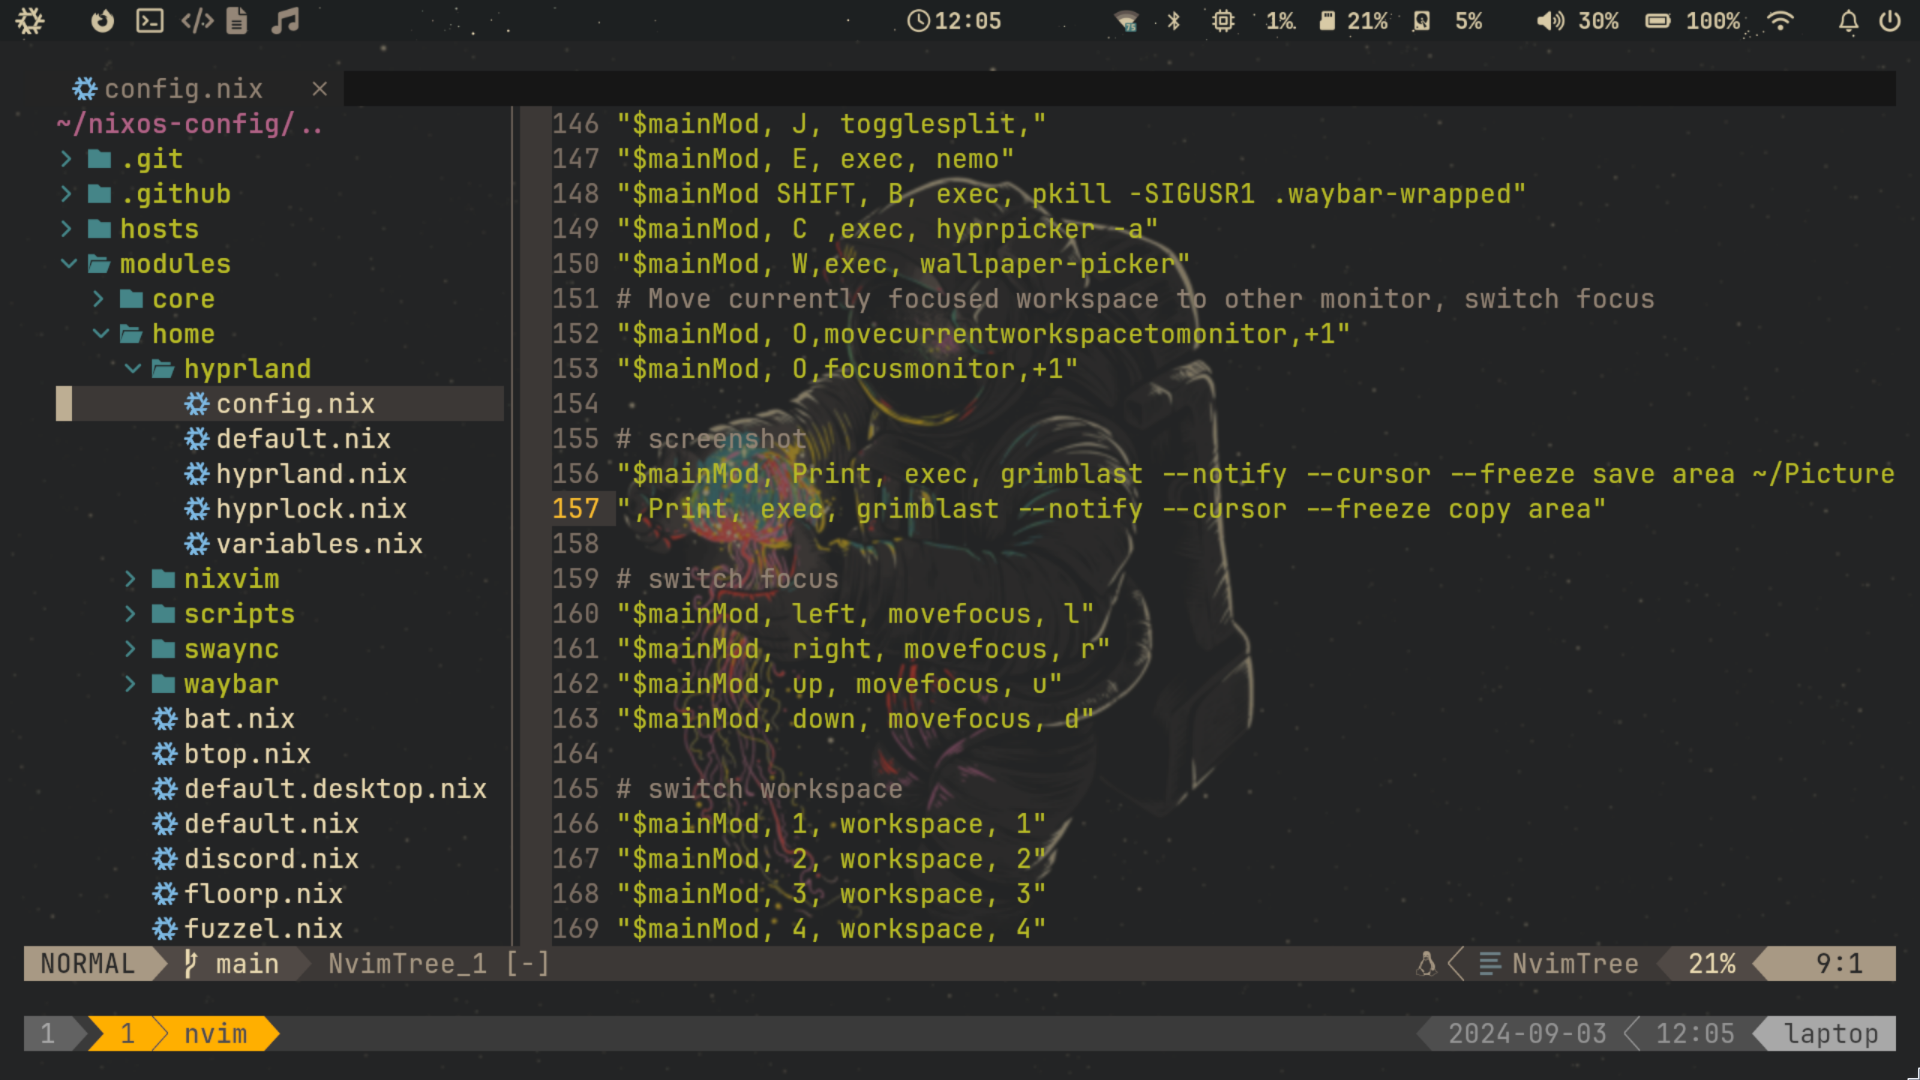 12:05 1% 21% 5% 30% 100%
config.nix ×
~/nixos-config/..
.git
.github
hosts
modules
core
home
hyprland
config.nix
default.nix
hyprland.nix
hyprlock.nix
variables.nix
nixvim
scripts
swaync
waybar
bat.nix
btop.nix
default.desktop.nix
default.nix
discord.nix
floorp.nix
fuzzel.nix
146 "$mainMod, J, togglesplit,"
147 "$mainMod, E, exec, nemo"
148 "$mainMod SHIFT, B, exec, pkill -SIGUSR1 .waybar-wrapped"
149 "$mainMod, C ,exec, hyprpicker -a"
150 "$mainMod, W,exec, wallpaper-picker"
151 # Move currently focused workspace to other monitor, switch focus
152 "$mainMod, O,movecurrentworkspacetomonitor,+1"
153 "$mainMod, O,focusmonitor,+1"
154
155 # screenshot
156 "$mainMod, Print, exec, grimblast --notify --cursor --freeze save area ~/Picture
157 ",Print, exec, grimblast --notify --cursor --freeze copy area"
158
159 # switch focus
160 "$mainMod, left, movefocus, l"
161 "$mainMod, right, movefocus, r"
162 "$mainMod, up, movefocus, u"
163 "$mainMod, down, movefocus, d"
164
165 # switch workspace
166 "$mainMod, 1, workspace, 1"
167 "$mainMod, 2, workspace, 2"
168 "$mainMod, 3, workspace, 3"
169 "$mainMod, 4, workspace, 4"
NORMAL main NvimTree_1 [-] NvimTree 21% 9:1
1 1 nvim 2024-09-03 12:05 laptop